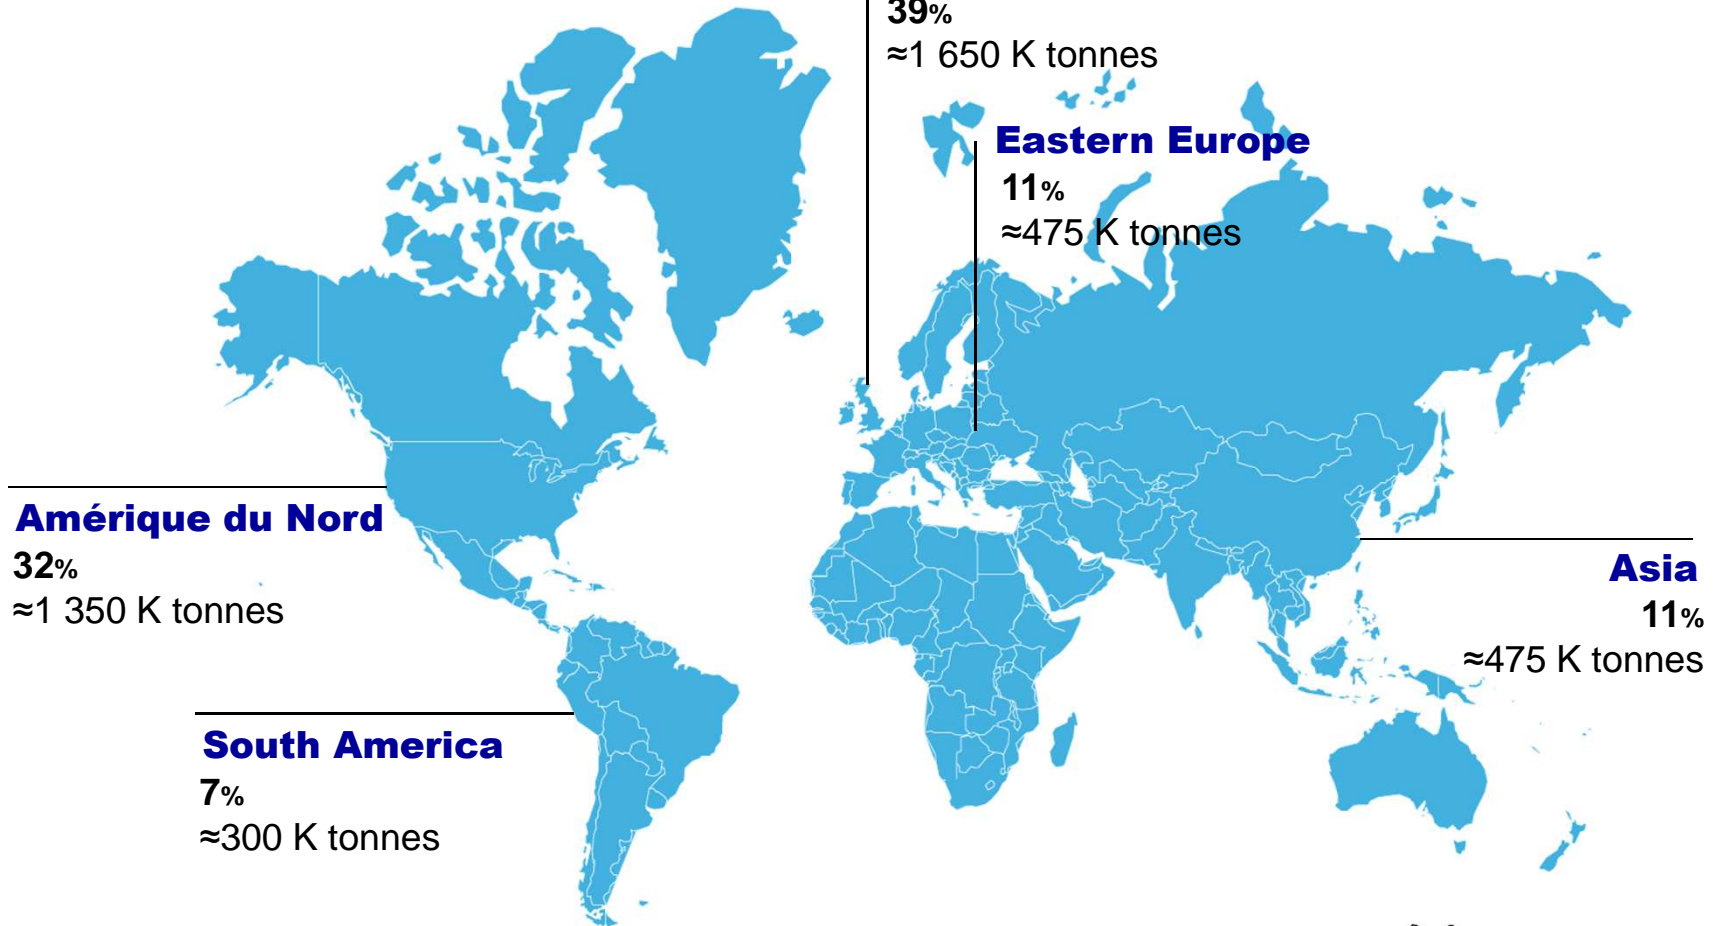 39%
≈1 650 K tonnes
Eastern Europe
11%
≈475 K tonnes
Amérique du Nord
32%
≈1 350 K tonnes
Asia
11%
≈475 K tonnes
South America
7%
≈300 K tonnes